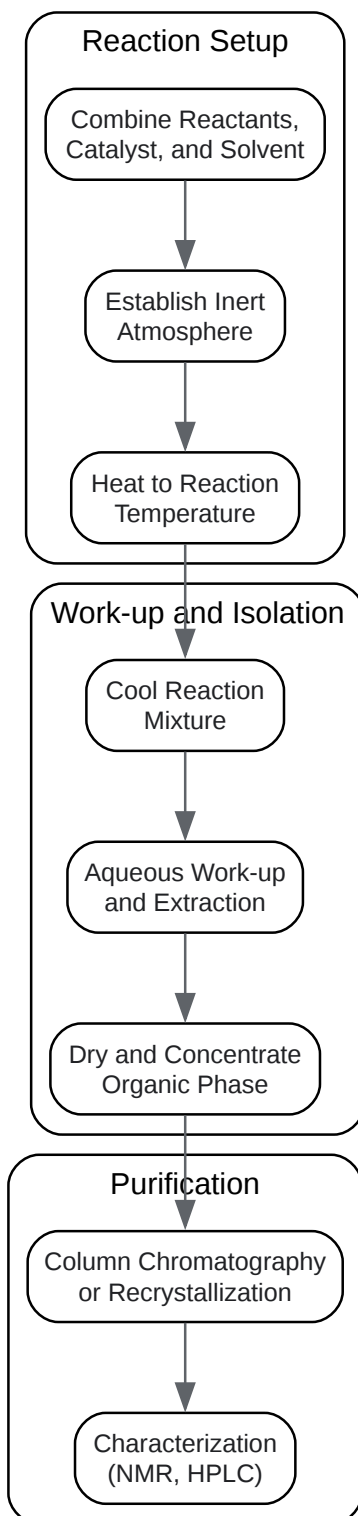 Reaction Setup
Combine Reactants,
Catalyst, and Solvent
Establish Inert
Atmosphere
Heat to Reaction
Temperature
Work-up and Isolation
Cool Reaction
Mixture
Aqueous Work-up
and Extraction
Dry and Concentrate
Organic Phase
Purification
Column Chromatography
or Recrystallization
Characterization
(NMR, HPLC)